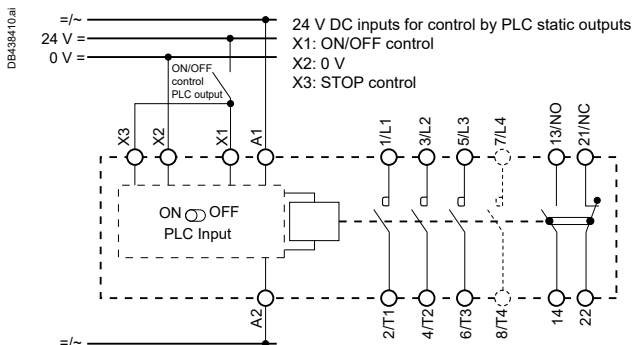 DB438410.ai
=/~
24 V =
0 V =
24 V DC inputs for control by PLC static outputs
X1: ON/OFF control
X2: 0 V
X3: STOP control
ON/OFF
control
PLC output
X3
X2
X1
A1
1/L1
3/L2
5/L3
7/L4
13/NO
21/NC
ON OFF
PLC Input
A2
2/T1
4/T2
6/T3
8/T4
14
22
=/~